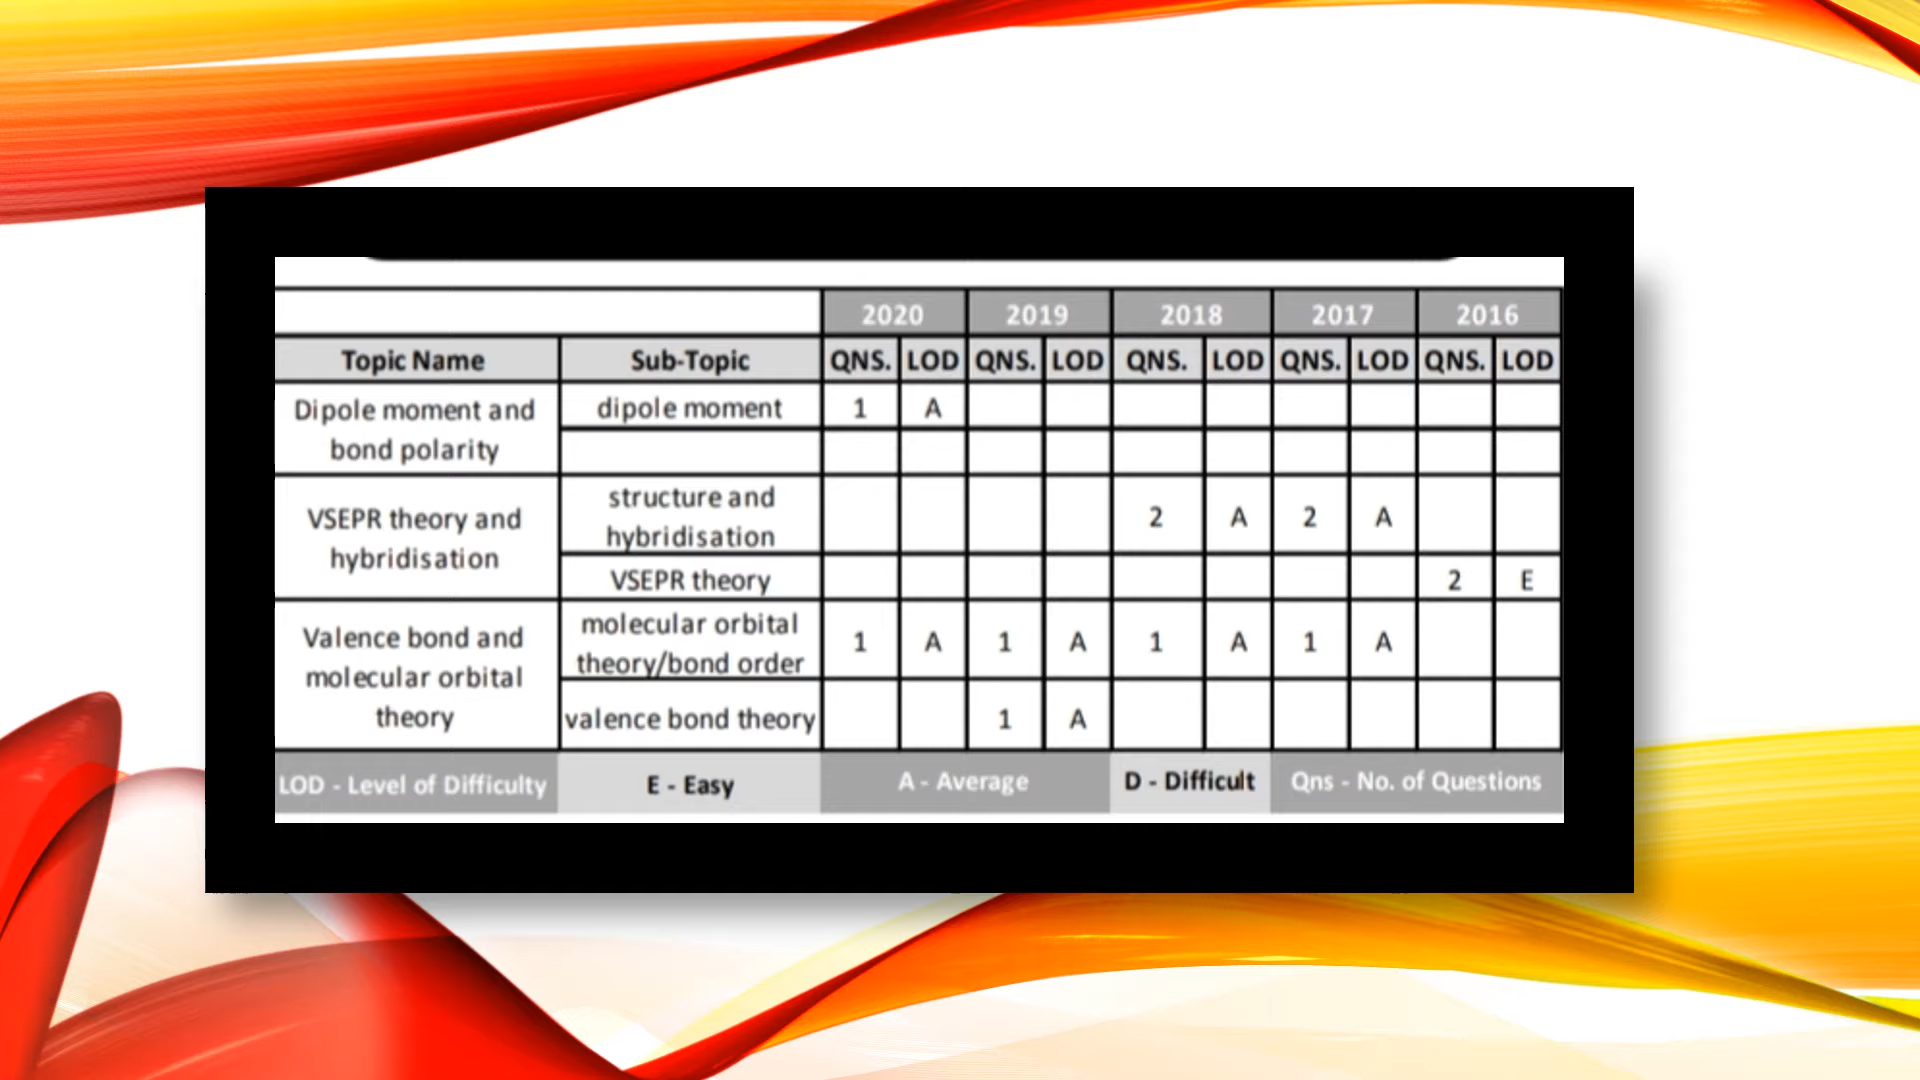 2020 2019 2018 2017 2016
Topic Name Sub-Topic QNS. LOD QNS. LOD QNS. LOD QNS. LOD QNS. LOD
Dipole moment and
bond polarity
dipole moment 1 A
VSEPR theory and
hybridisation
structure and
hybridisation
2 A 2 A
VSEPR theory 2 E
Valence bond and
molecular orbital
theory
molecular orbital
theory/bond order
1 A 1 A 1 A 1 A
valence bond theory 1 A
LOD - Level of Difficulty E - Easy A - Average D - Difficult Qns - No. of Questions